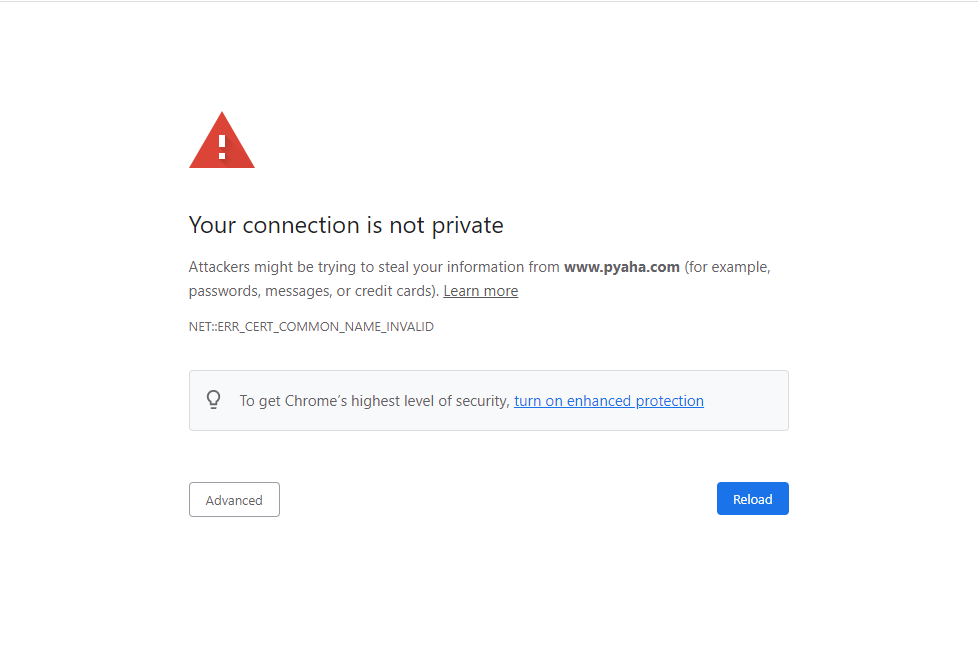 Your connection is not private
Attackers might be trying to steal your information from www.pyaha.com (for example,
passwords, messages, or credit cards). Learn more
NET::ERR_CERT_COMMON_NAME_INVALID
To get Chrome's highest level of security, turn on enhanced protection
Advanced
Reload